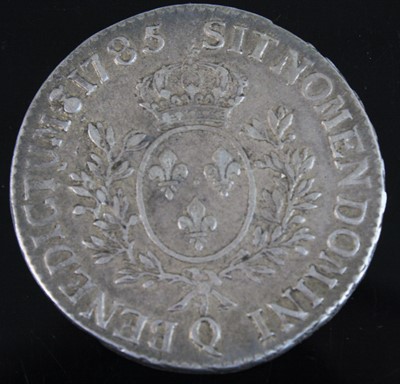 SIT NOMEN DOMINI
Q
BENEDICTUM
1785